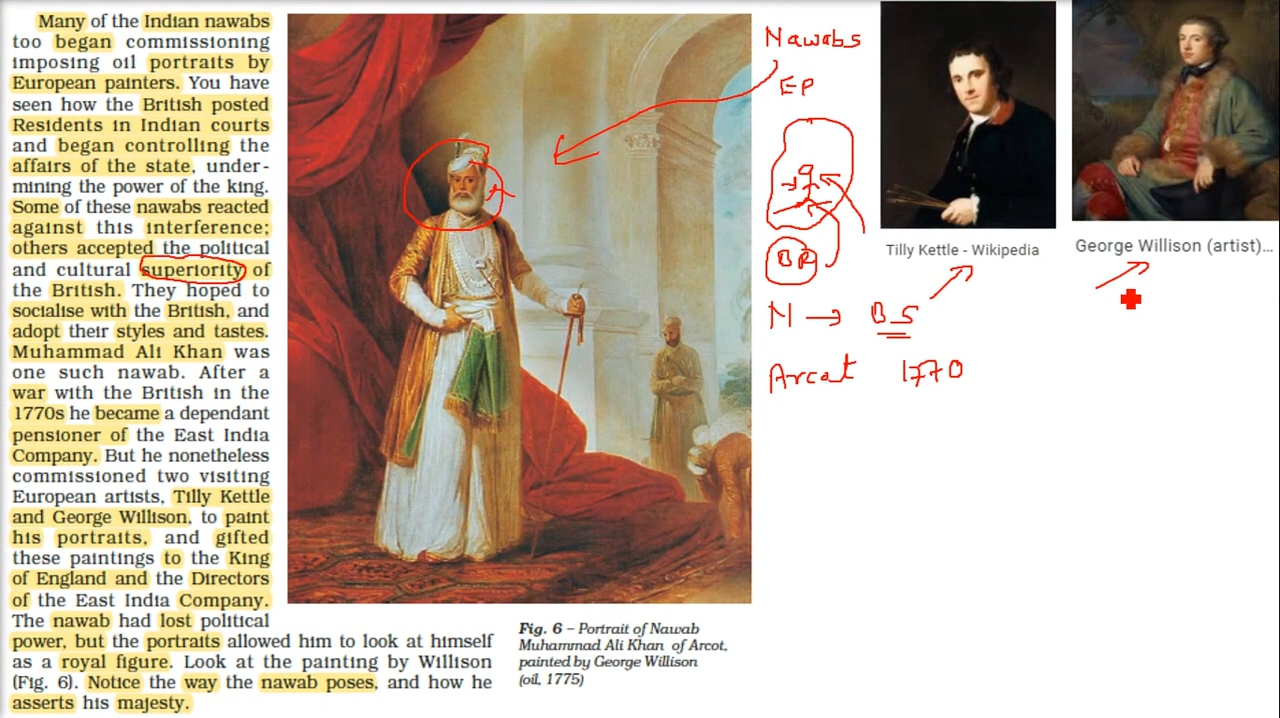 Many of the Indian nawabs
too began commissioning
imposing oil portraits by
European painters. You have
seen how the British posted
Residents in Indian courts
and began controlling the
affairs of the state, under-
mining the power of the king.
Some of these nawabs reacted
against this interference;
others accepted the political
and cultural superiority of
the British. They hoped to
socialise with the British, and
adopt their styles and tastes.
Muhammad Ali Khan was
one such nawab. After a
war with the British in the
1770s he became a dependant
pensioner of the East India
Company. But he nonetheless
commissioned two visiting
European artists, Tilly Kettle
and George Willison, to paint
his portraits, and gifted
these paintings to the King
of England and the Directors
of the East India Company.
The nawab had lost political
power, but the portraits allowed him to look at himself
as a royal figure. Look at the painting by Willison
(Fig. 6). Notice the way the nawab poses, and how he
asserts his majesty.
Fig. 6 – Portrait of Nawab
Muhammad Ali Khan of Arcot,
painted by George Willison
(oil, 1775)
Nawabs
EP
BR
N → BS
Arcat 1770
Tilly Kettle - Wikipedia
George Willison (artist)...